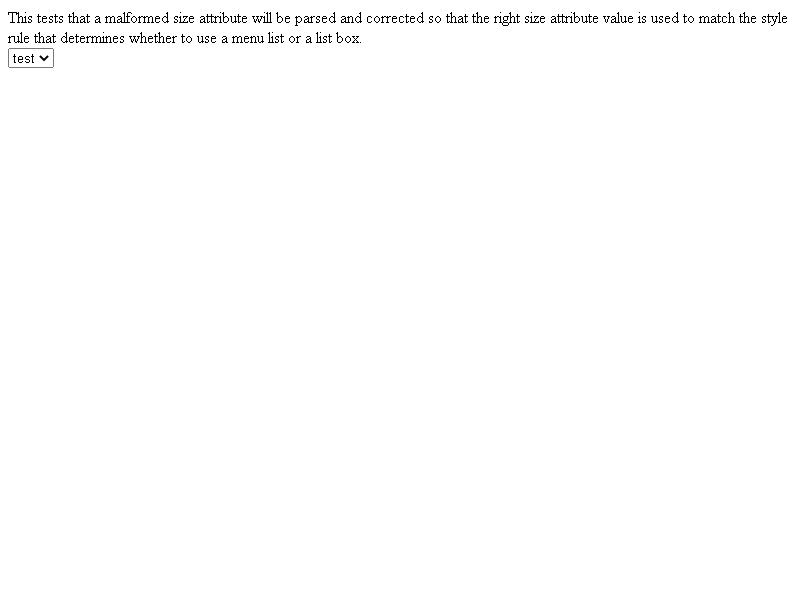 This tests that a malformed size attribute will be parsed and corrected so that the right size attribute value is used to match the style
rule that determines whether to use a menu list or a list box.
test